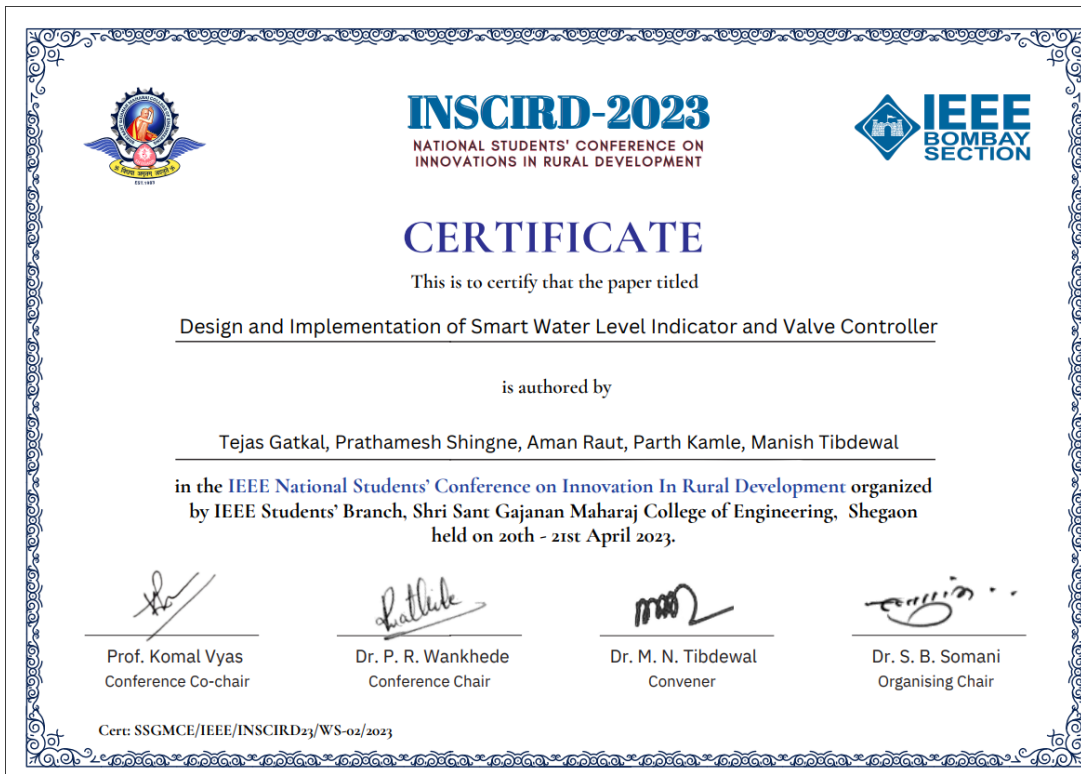 INSCIRD-2023
NATIONAL STUDENTS' CONFERENCE ON
INNOVATIONS IN RURAL DEVELOPMENT
IEEE
BOMBAY
SECTION
EST.1983
CERTIFICATE
This is to certify that the paper titled
Design and Implementation of Smart Water Level Indicator and Valve Controller
is authored by
Tejas Gatkal, Prathamesh Shingne, Aman Raut, Parth Kamle, Manish Tibdewal
in the IEEE National Students' Conference on Innovation In Rural Development organized
by IEEE Students' Branch, Shri Sant Gajanan Maharaj College of Engineering, Shegaon
held on 20th - 21st April 2023.
Prof. Komal Vyas
Conference Co-chair
Dr. P. R. Wankhede
Conference Chair
Dr. M. N. Tibdewal
Convener
Dr. S. B. Somani
Organising Chair
Cert: SSGMCE/IEEE/INSCIRD23/WS-02/2023